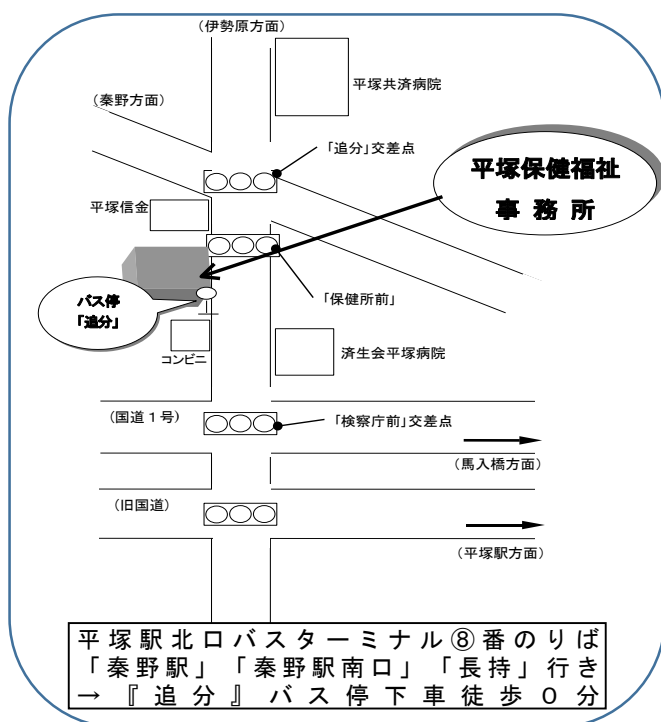 (伊勢原方面)
平塚共済病院
(秦野方面)
「追分」交差点
平塚保健福祉
事務所
平塚信金
バス停
「追分」
「保健所前」
コンビニ
済生会平塚病院
(国道1号)
「検察庁前」交差点
(馬入橋方面)
(旧国道)
(平塚駅方面)
平塚駅北口バスターミナル⑧番のりば
「秦野駅」「秦野駅南口」「長持」行き
→『追分』バス停下車徒歩0分